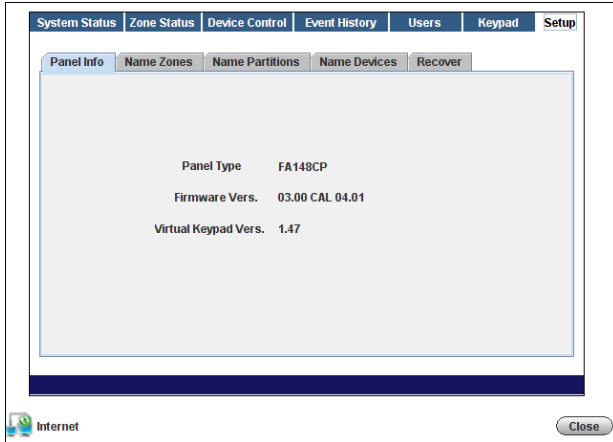 System Status Zone Status Device Control Event History Users Keypad Setup
Panel Info Name Zones Name Partitions Name Devices Recover
Panel Type FA148CP
Firmware Vers. 03.00 CAL 04.01
Virtual Keypad Vers. 1.47
Internet Close